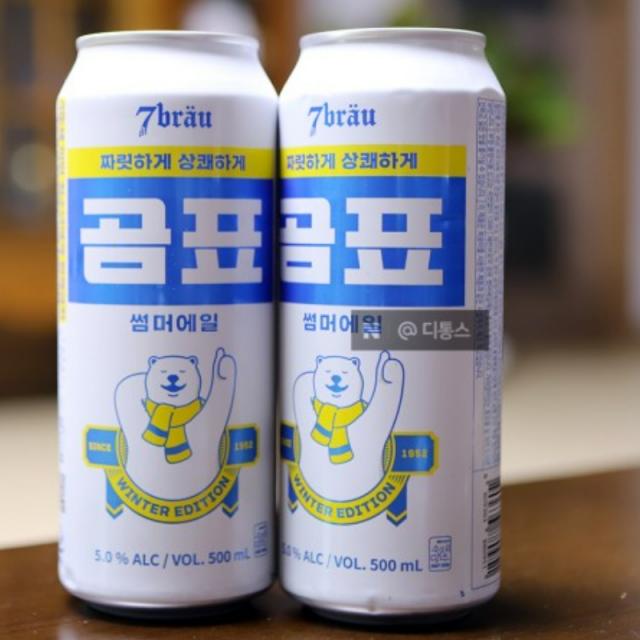 7bräu
짜릿하게 상쾌하게
곰표
썸머에일
SINCE 1952
WINTER EDITION
5.0 % ALC / VOL. 500 mL
7bräu
짜릿하게 상쾌하게
곰표
썸머에일
1952
WINTER EDITION
5.0 % ALC / VOL. 500 mL
@ 디통스